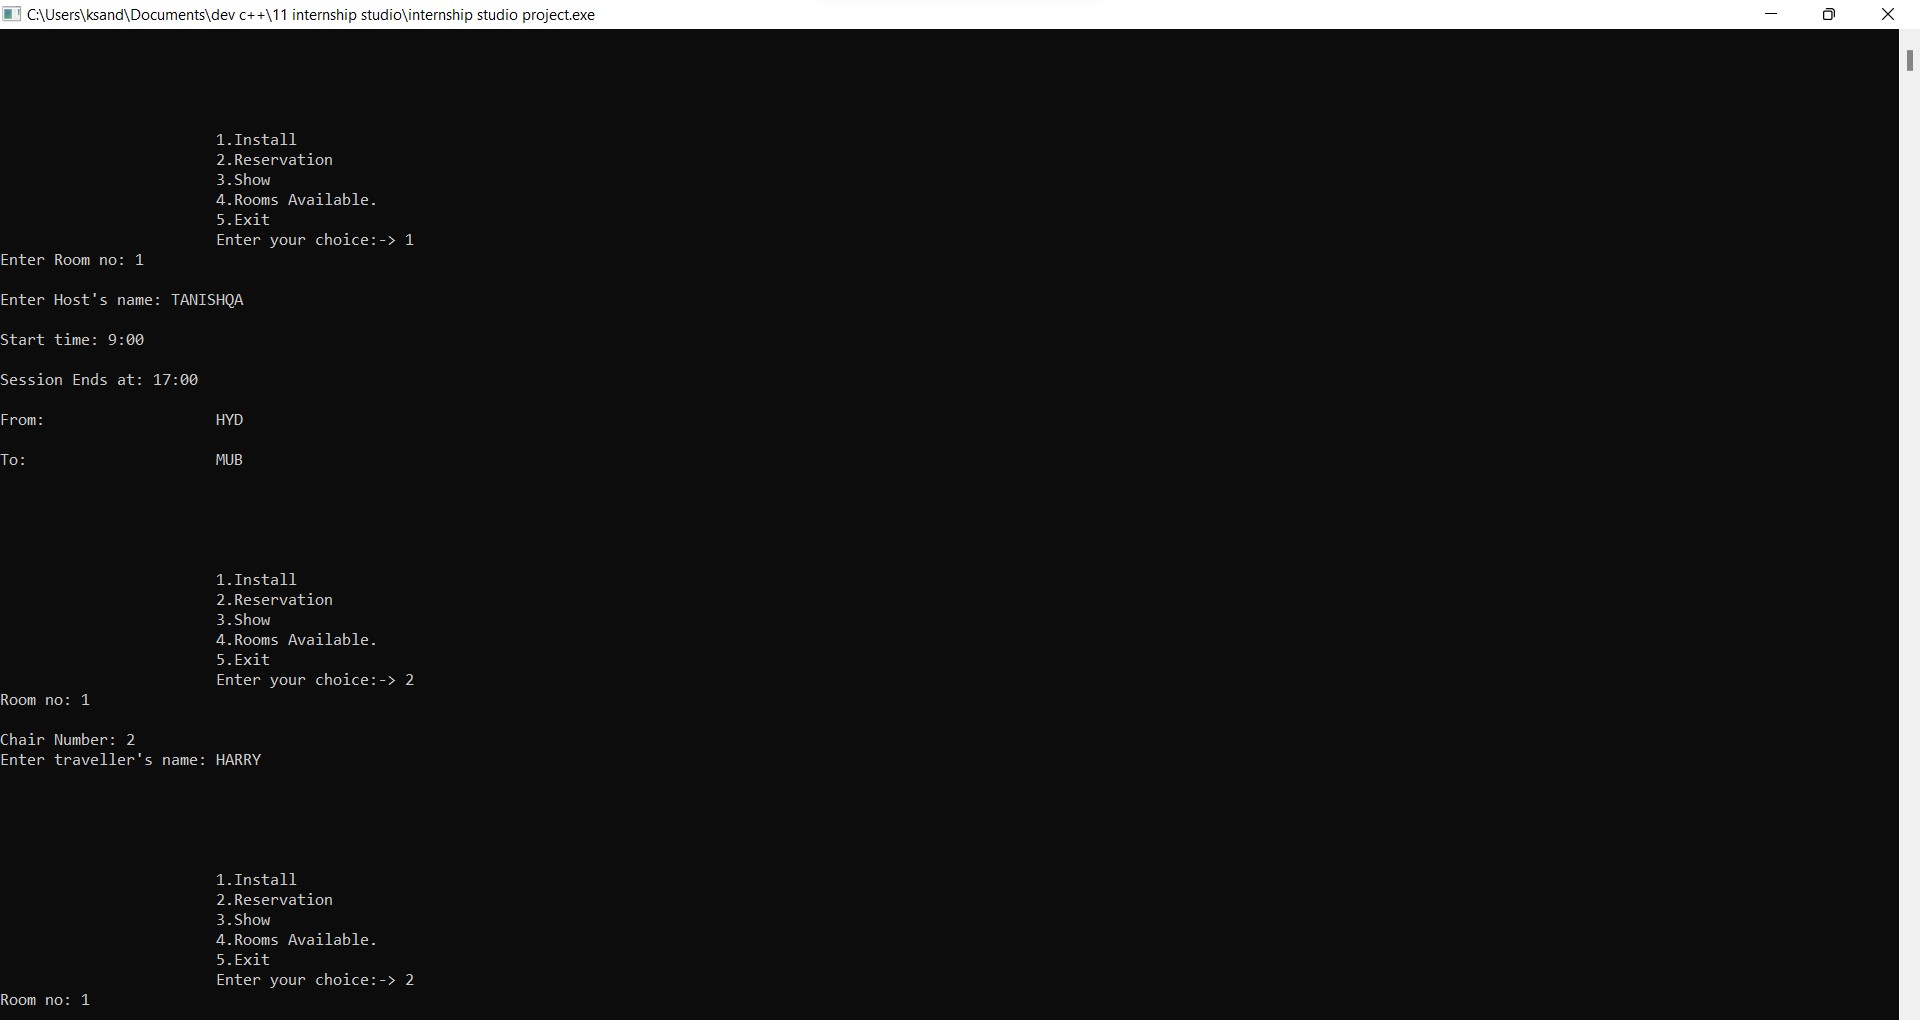 C:\Users\ksand\Documents\dev c++\11 internship studio\internship studio project.exe
1.Install
2.Reservation
3.Show
4.Rooms Available.
5.Exit
Enter your choice:-> 1
Enter Room no: 1
Enter Host's name: TANISHQA
Start time: 9:00
Session Ends at: 17:00
From: HYD
To: MUB
1.Install
2.Reservation
3.Show
4.Rooms Available.
5.Exit
Enter your choice:-> 2
Room no: 1
Chair Number: 2
Enter traveller's name: HARRY
1.Install
2.Reservation
3.Show
4.Rooms Available.
5.Exit
Enter your choice:-> 2
Room no: 1